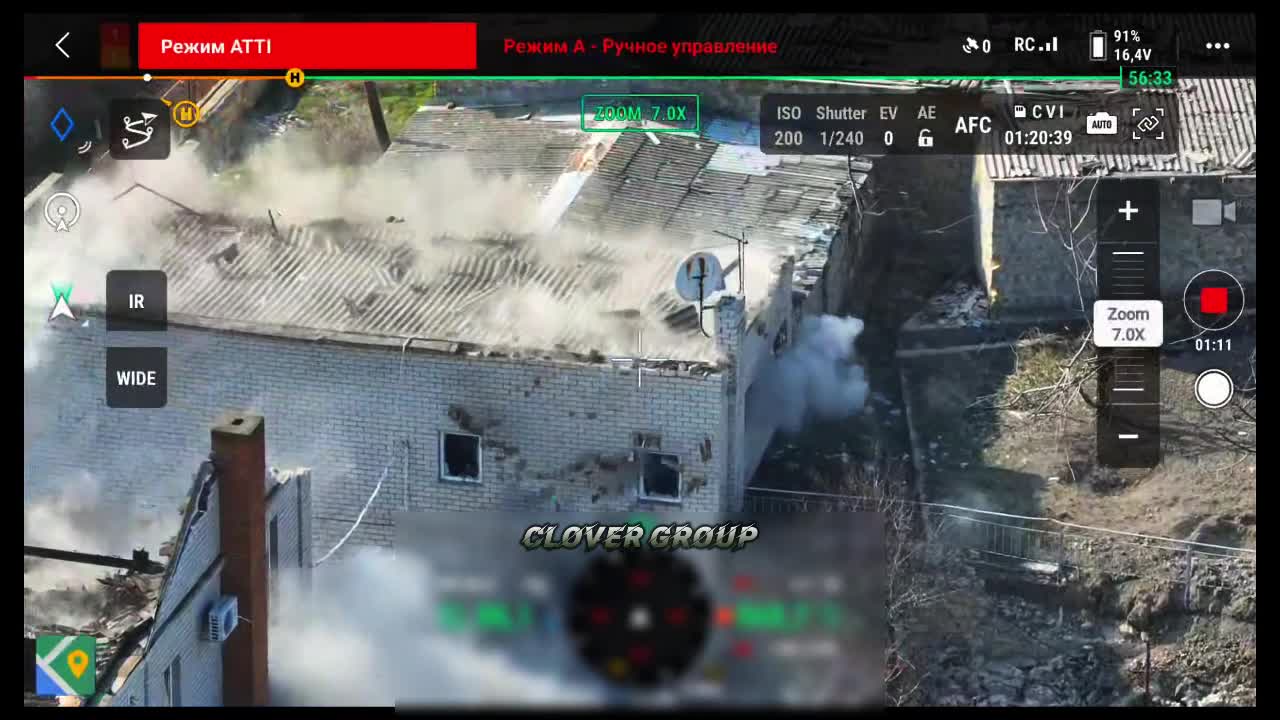 Режим ATTI
Режим A - Ручное управление
0
RC
91%
16,4V
56:33
H
H
ZOOM 7.0X
ISO
200
Shutter
1/240
EV
0
AE
AFC
CVI
01:20:39
AUTO
IR
WIDE
Zoom
7.0X
01:11
CLOVER GROUP